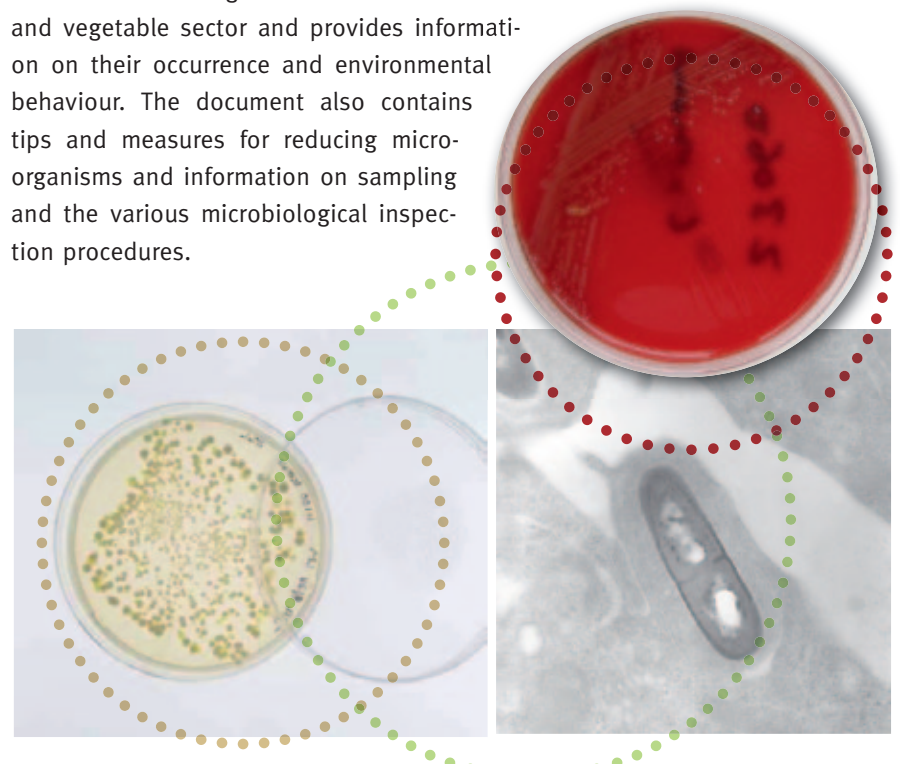 and vegetable sector and provides informati-
on on their occurrence and environmental
behaviour. The document also contains
tips and measures for reducing micro-
organisms and information on sampling
and the various microbiological inspec-
tion procedures.